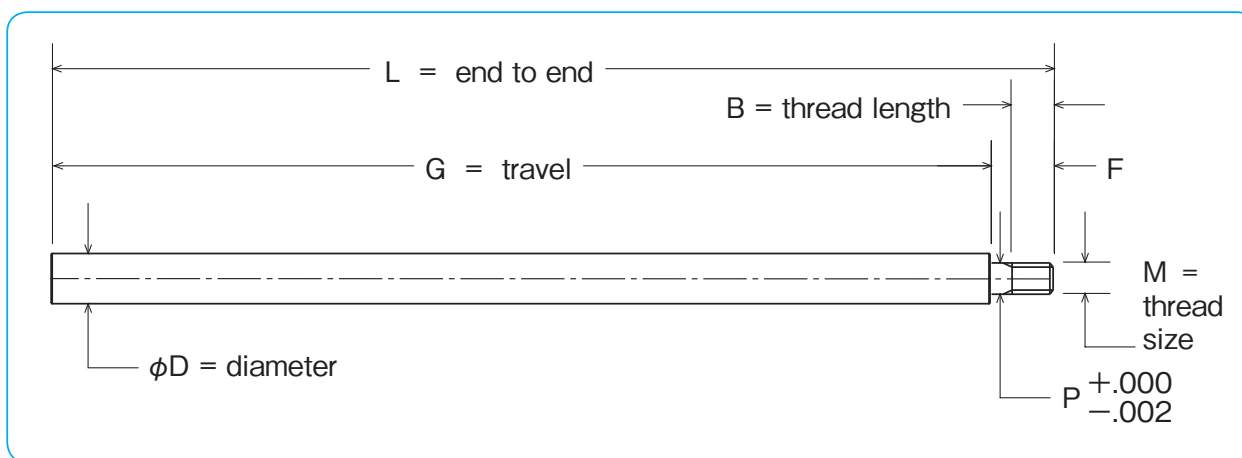 L = end to end
B = thread length
G = travel
F
M =
thread
size
ϕD = diameter
P +.000
−.002